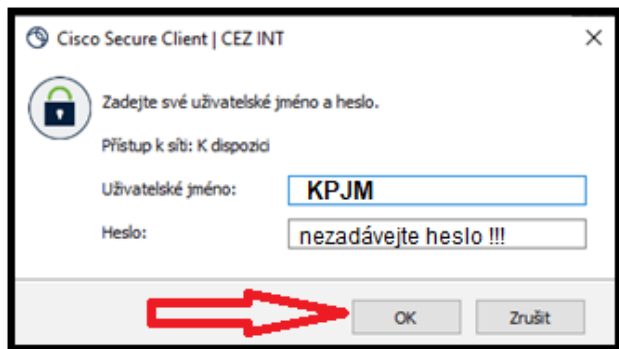 Cisco Secure Client | CEZ INT
Zadejte své uživatelské jméno a heslo.
Přístup k síti: K dispozici
Uživatelské jméno: KPJM
Heslo: nezadávejte heslo !!!
OK Zrušit